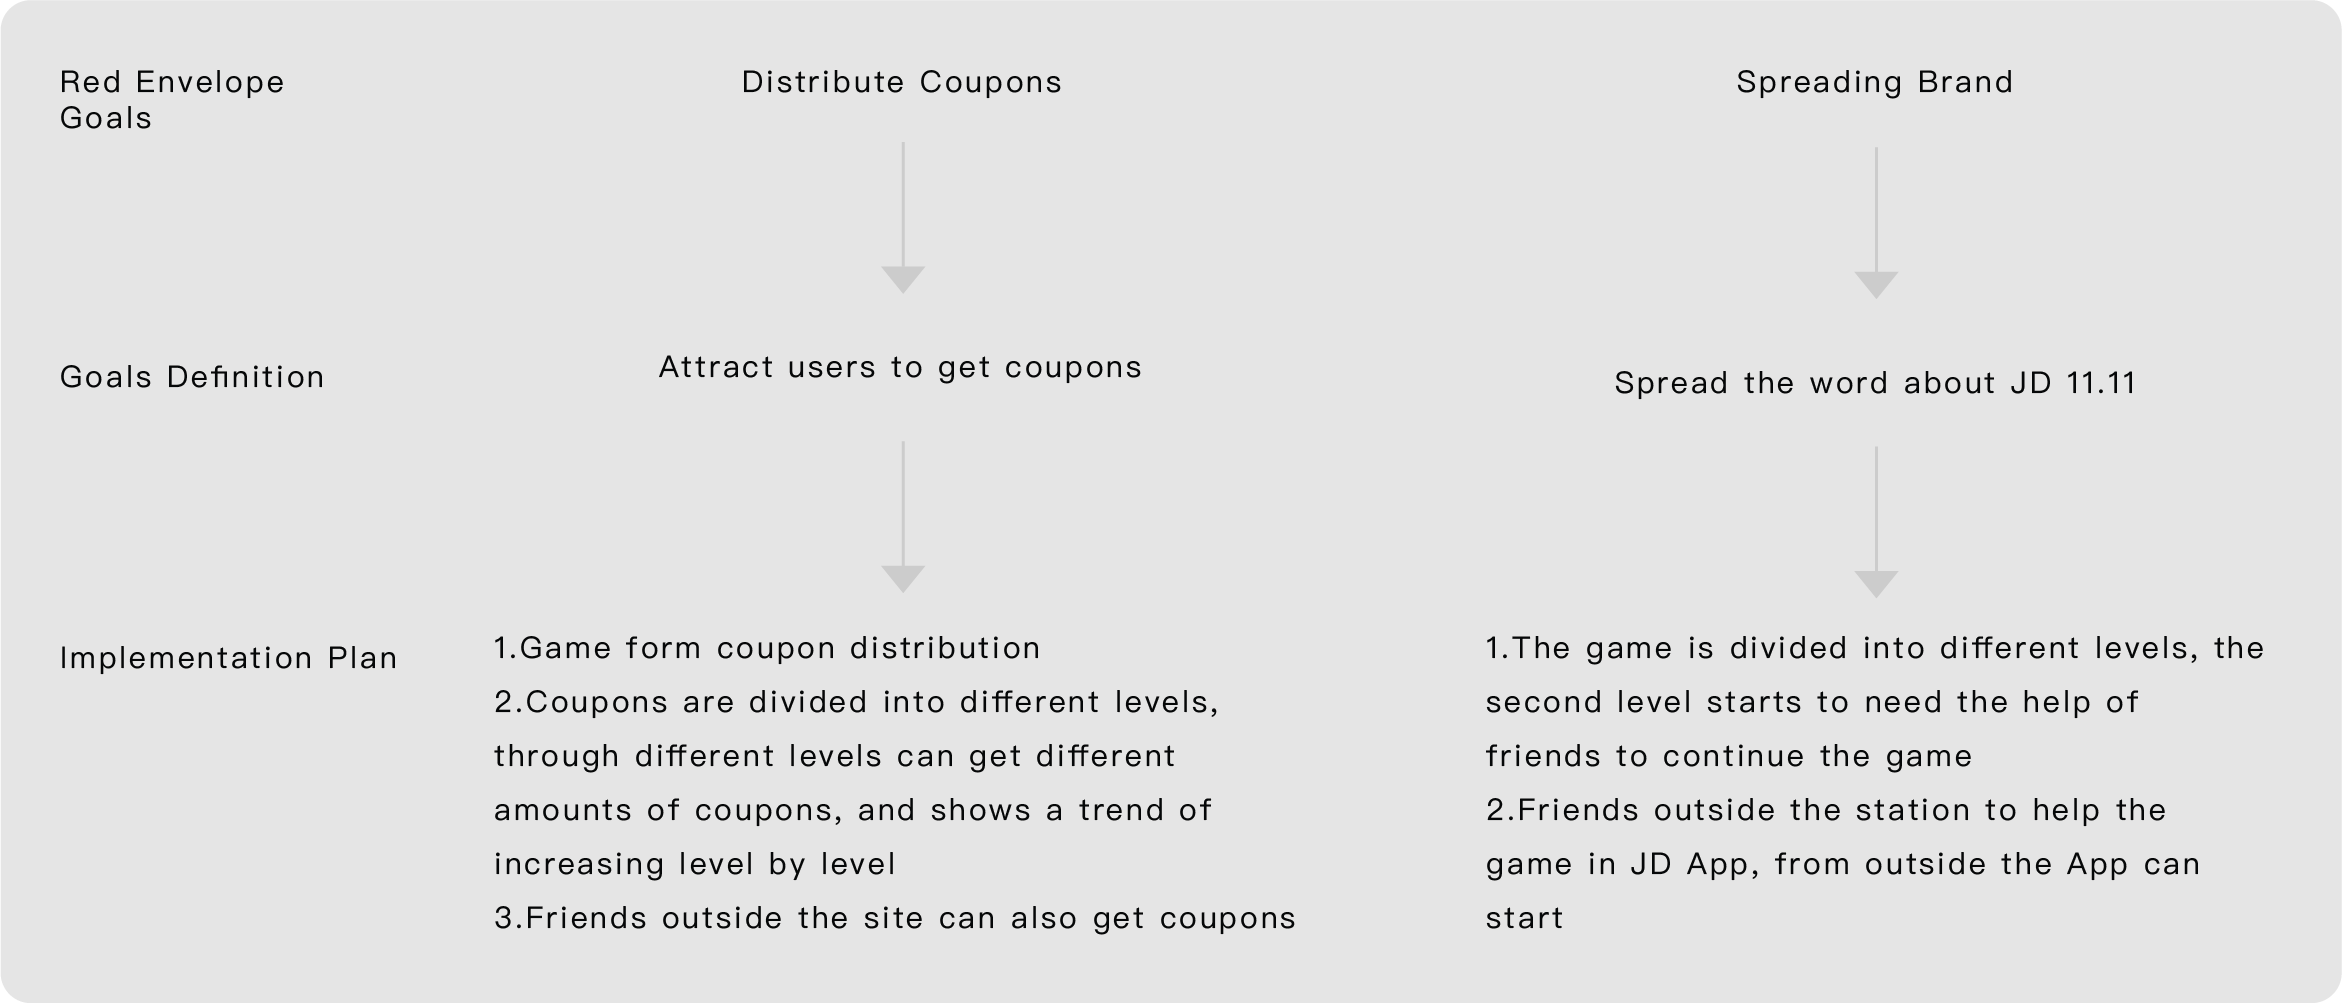 Red Envelope
Goals
Distribute Coupons
Spreading Brand
Goals Definition
Attract users to get coupons
Spread the word about JD 11.11
Implementation Plan
1.Game form coupon distribution
2.Coupons are divided into different levels,
through different levels can get different
amounts of coupons, and shows a trend of
increasing level by level
3.Friends outside the site can also get coupons
1.The game is divided into different levels, the
second level starts to need the help of
friends to continue the game
2.Friends outside the station to help the
game in JD App, from outside the App can
start